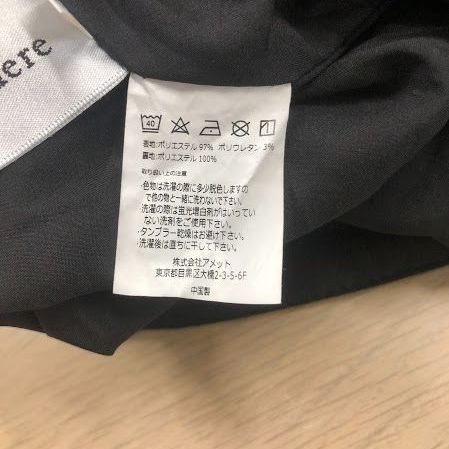 ere
40
表地:ポリエステル 97% ポリウレタン 3%
裏地:ポリエステル 100%
取り扱い上の注意
・色物は洗濯の際に多少脱色しますので
で他の物と一緒に洗わないで下さい。
・洗濯の際は蛍光増白剤がはいってい
ない洗剤をご使用下さい。
・タンブラー乾燥はお避け下さい。
・洗濯後は直ちに干して下さい。
株式会社アメット
東京都目黒区大橋2-3-5-6F
中国製